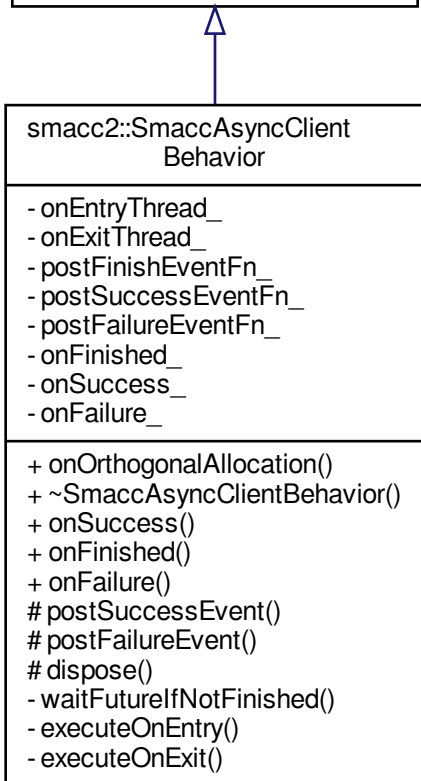 smacc2::SmaccAsyncClient
Behavior
- onEntryThread_
- onExitThread_
- postFinishEventFn_
- postSuccessEventFn_
- postFailureEventFn_
- onFinished_
- onSuccess_
- onFailure_
+ onOrthogonalAllocation()
+ ~SmaccAsyncClientBehavior()
+ onSuccess()
+ onFinished()
+ onFailure()
# postSuccessEvent()
# postFailureEvent()
# dispose()
- waitFutureIfNotFinished()
- executeOnEntry()
- executeOnExit()